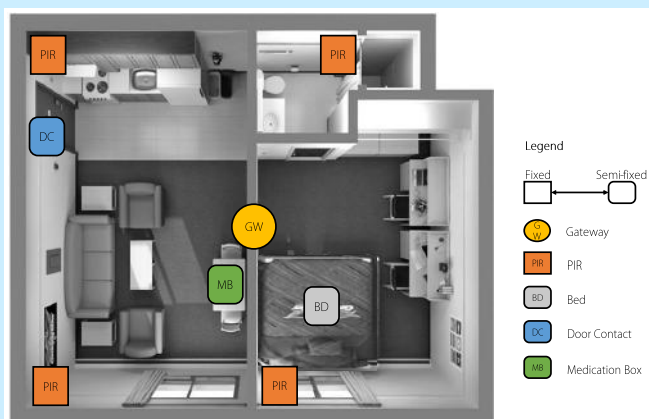 PIR
PIR
DC
GW
MB
BD
PIR
PIR
Legend
Fixed
Semi-fixed
G
W
Gateway
PIR
PIR
BD
Bed
DC
Door Contact
MB
Medication Box